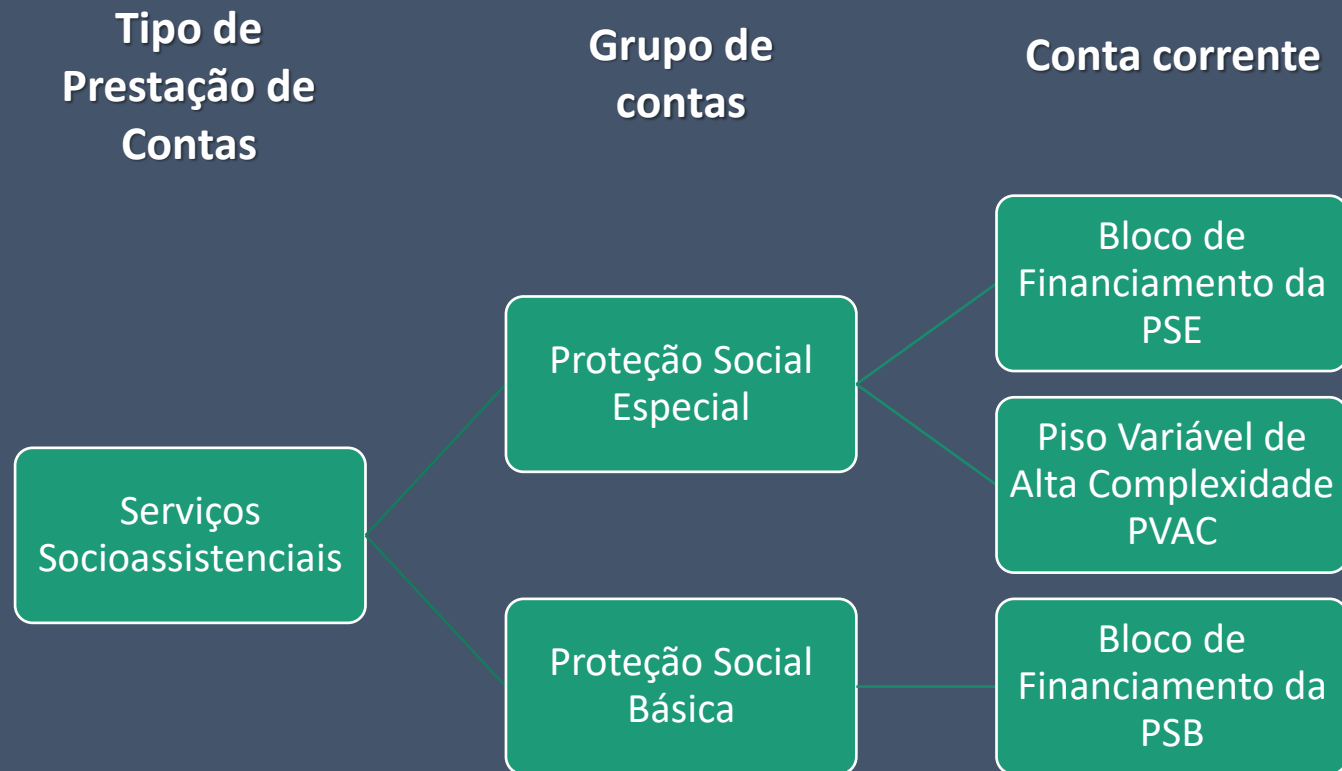 Tipo de
Prestação de
Contas
Grupo de
contas
Conta corrente
Serviços
Socioassistenciais
Proteção Social
Especial
Proteção Social
Básica
Bloco de
Financiamento da
PSE
Piso Variável de
Alta Complexidade
PVAC
Bloco de
Financiamento da
PSB